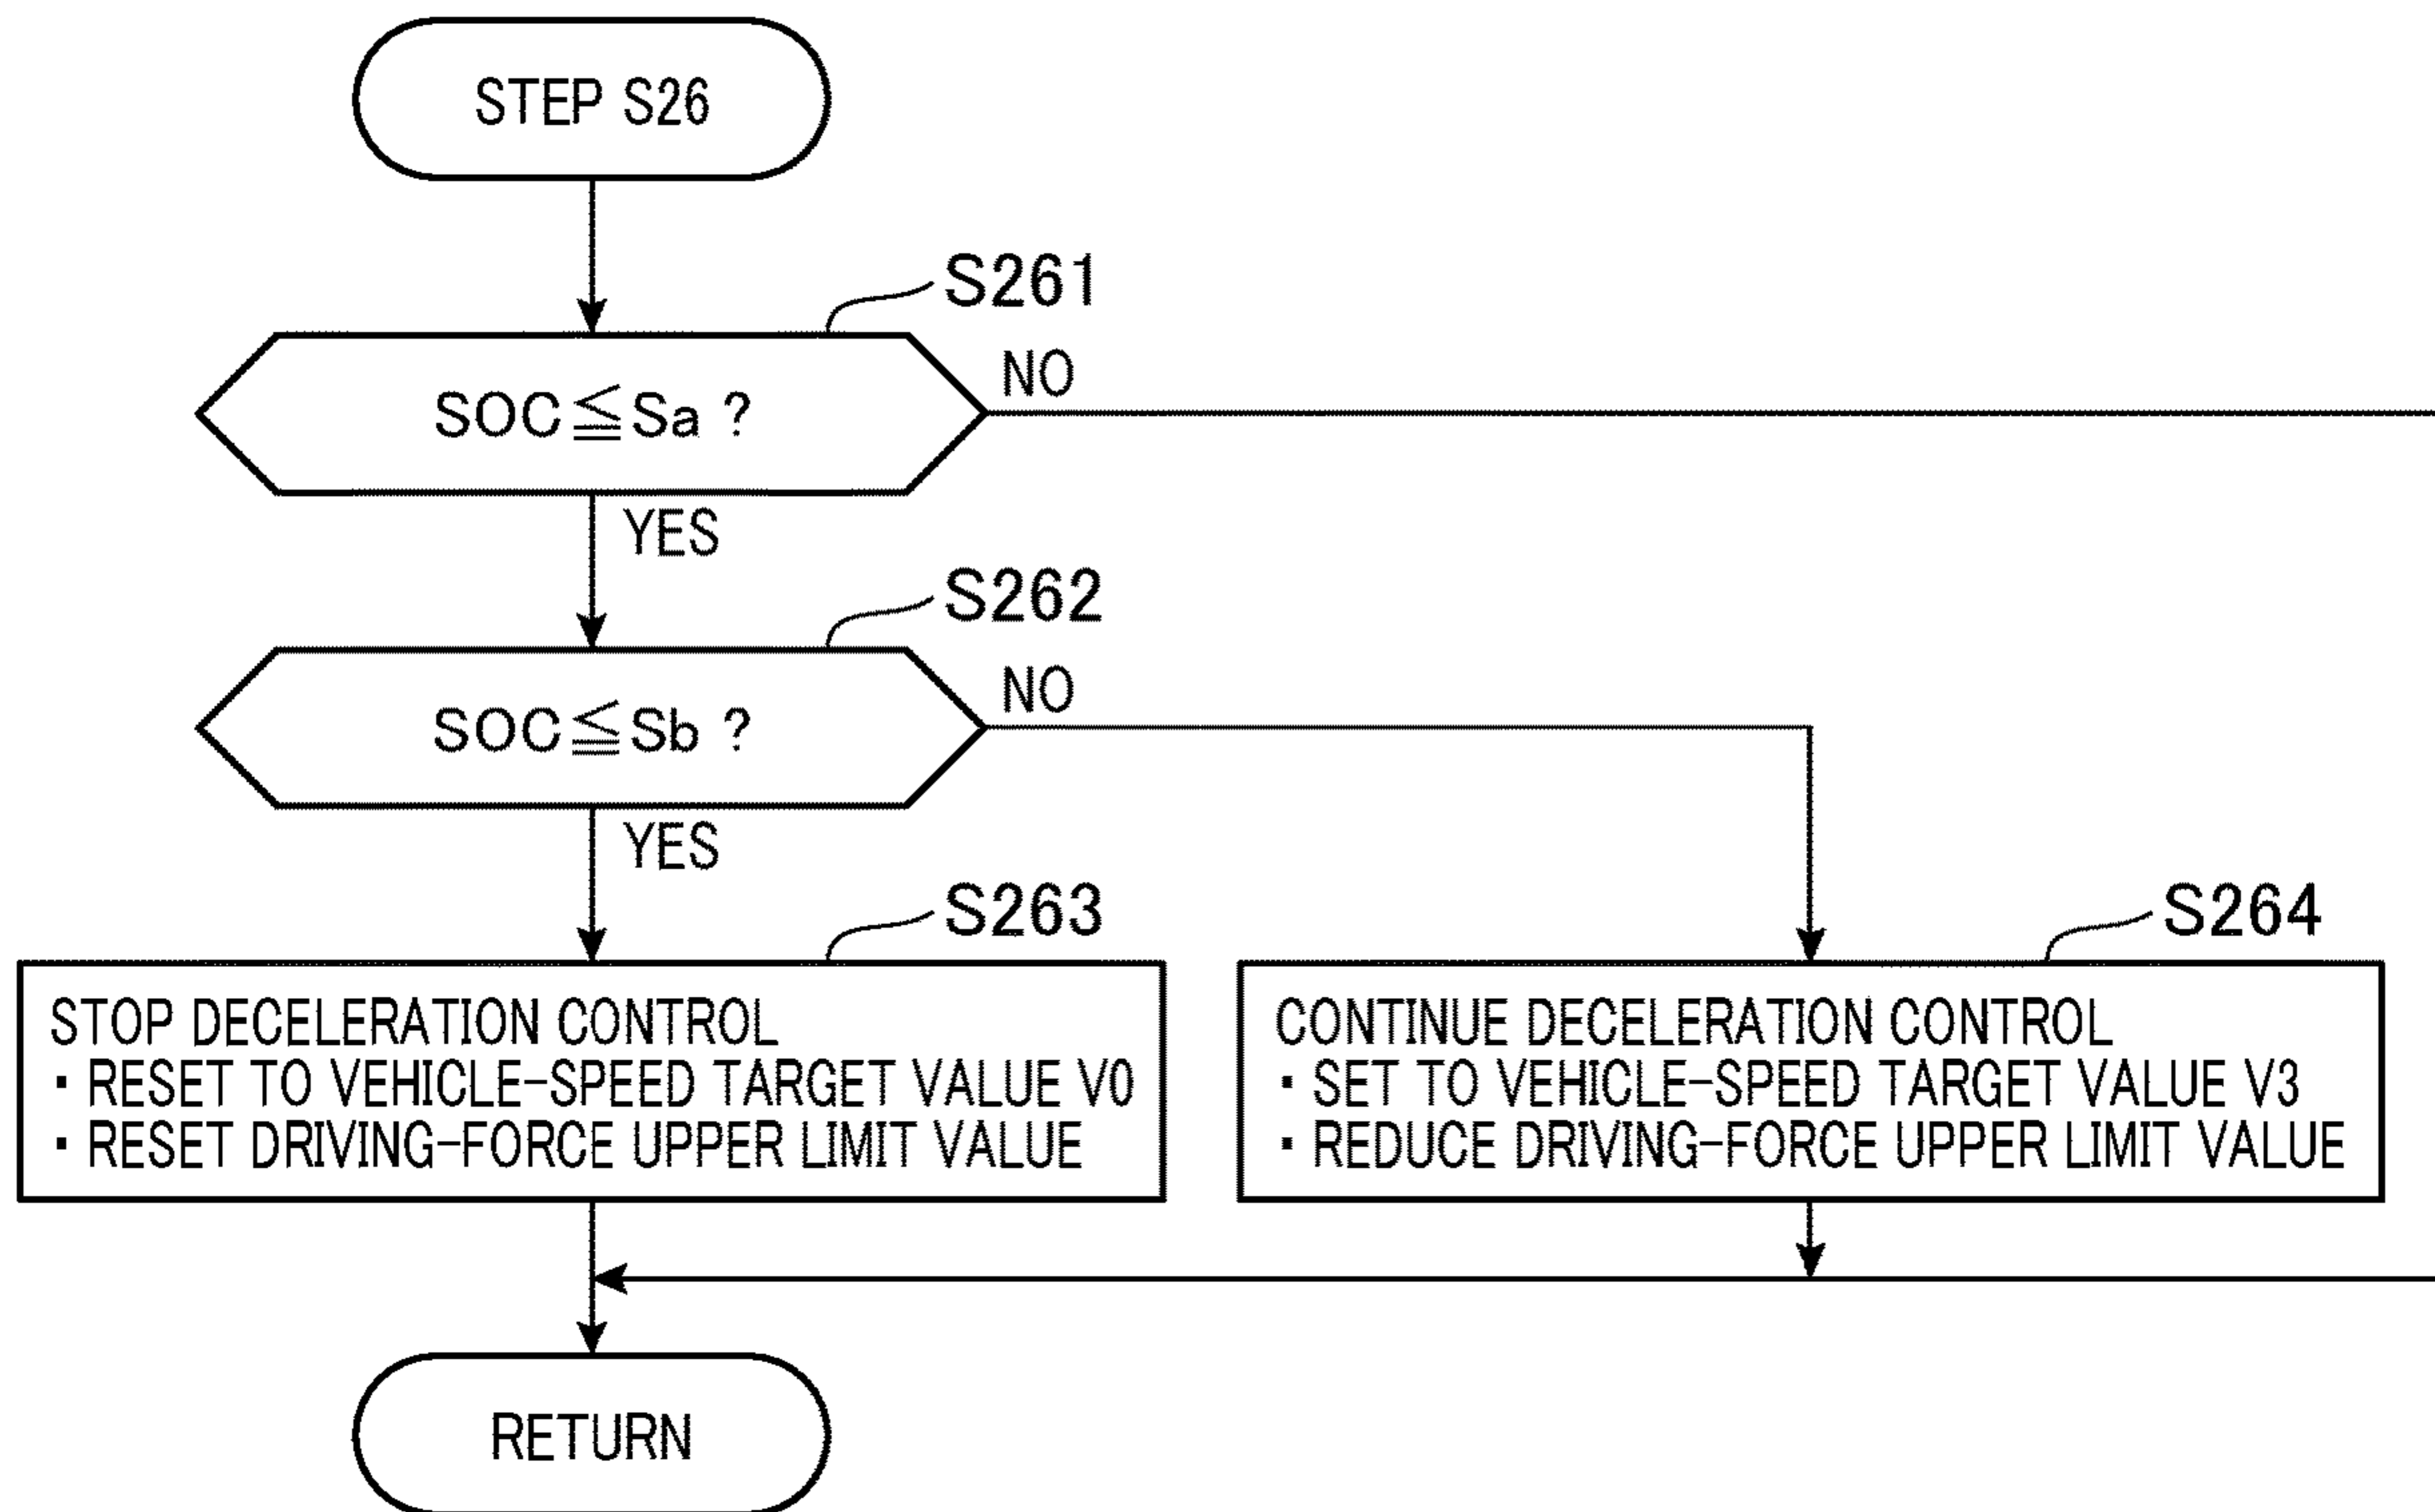 STEP S26
S261
SOC≦Sa ?
NO
YES
S262
SOC≦Sb ?
NO
YES
S263
STOP DECELERATION CONTROL
・RESET TO VEHICLE-SPEED TARGET VALUE V0
・RESET DRIVING-FORCE UPPER LIMIT VALUE
S264
CONTINUE DECELERATION CONTROL
・SET TO VEHICLE-SPEED TARGET VALUE V3
・REDUCE DRIVING-FORCE UPPER LIMIT VALUE
RETURN